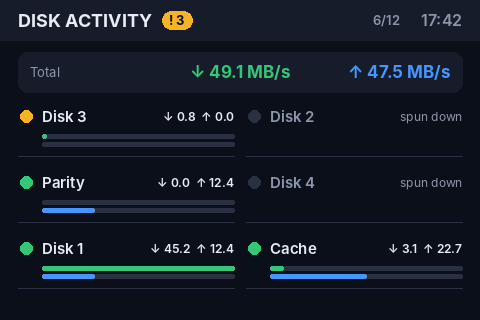 DISK ACTIVITY ! 3 6/12 17:42
Total ↓ 49.1 MB/s ↑ 47.5 MB/s
Disk 3 ↓ 0.8 ↑ 0.0 Disk 2 spun down
Parity ↓ 0.0 ↑ 12.4 Disk 4 spun down
Disk 1 ↓ 45.2 ↑ 12.4 Cache ↓ 3.1 ↑ 22.7